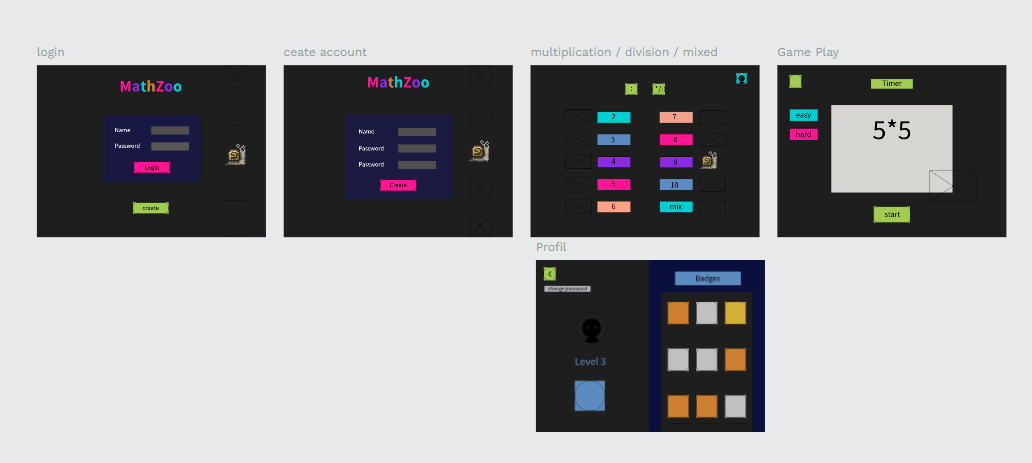 login
MathZoo
Name
Password
Login
create
ceate account
MathZoo
Name
Password
Password
Create
multiplication / division / mixed
: */:
2 7
3 8
4 9
5 10
6 mix
Game Play
Timer
easy
hard
5*5
start
Profil
change password
Level 3
Badges